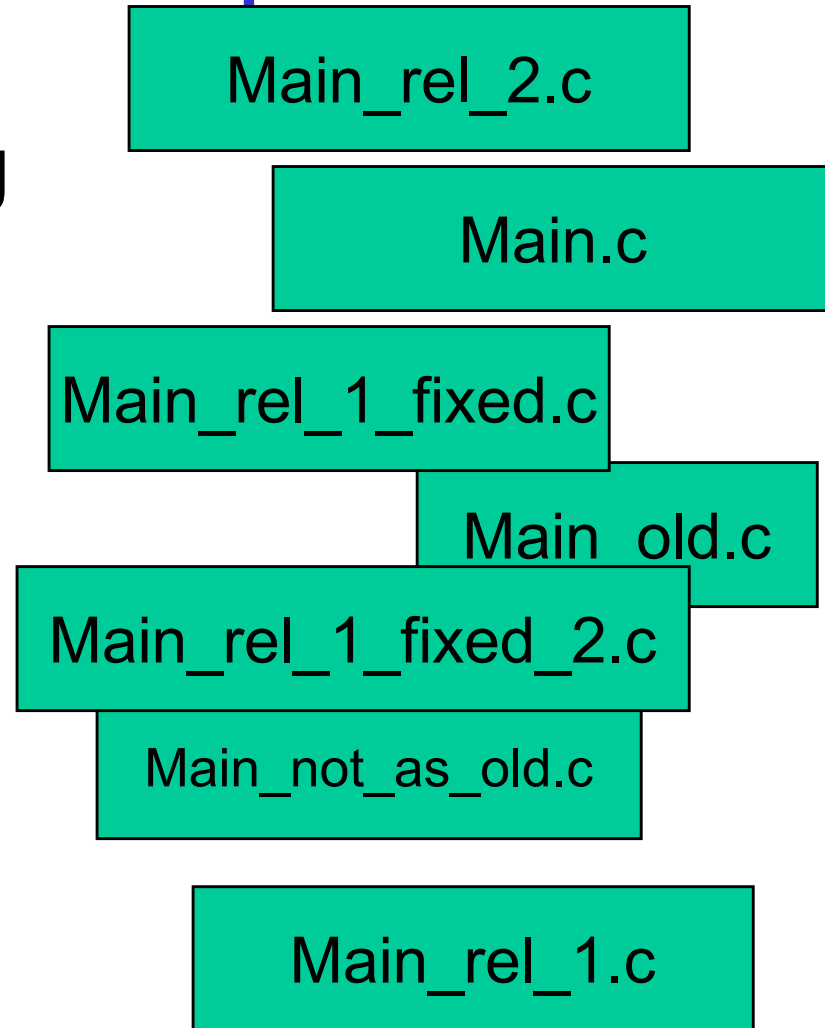 Main_rel_2.c
g
Main.c
Main_rel_1_fixed.c
Main_old.c
Main_rel_1_fixed_2.c
Main_not_as_old.c
Main_rel_1.c